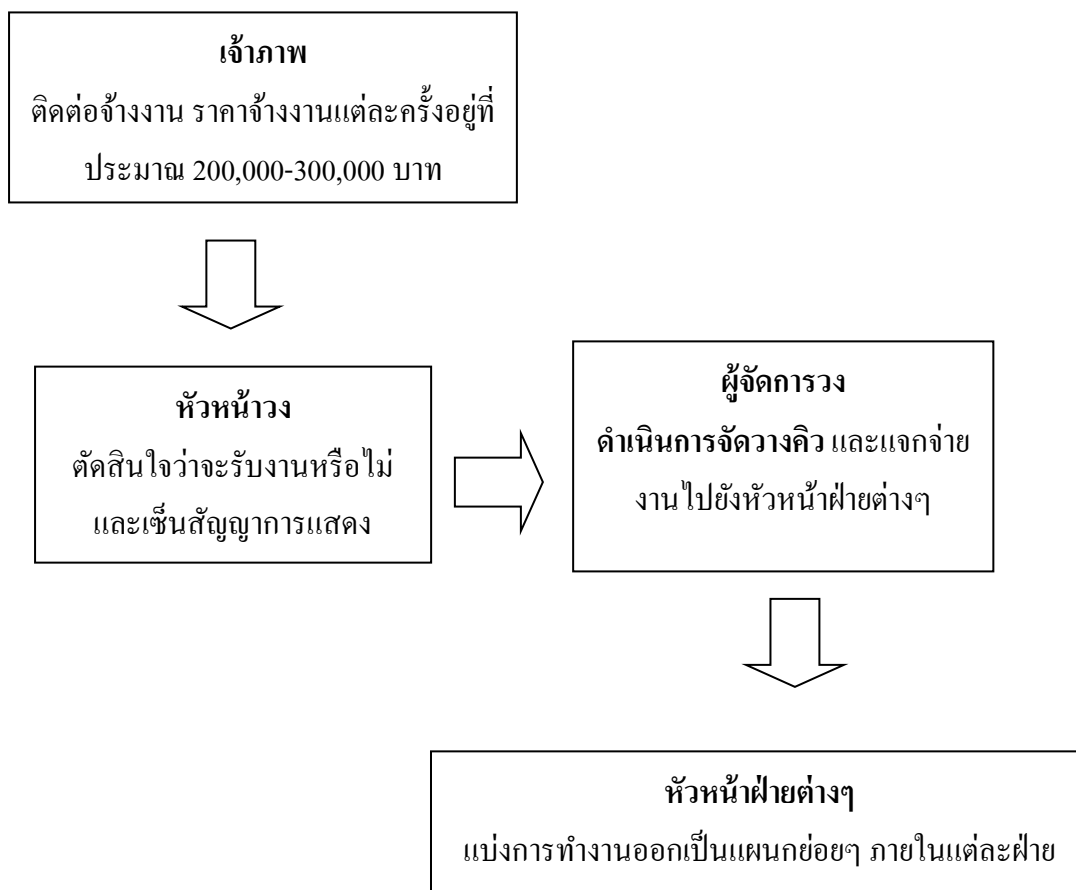 เจ้าภาพ
ติดต่อจ้างงาน ราคาจ้างงานแต่ละครั้งอยู่ที่
ประมาณ 200,000-300,000 บาท
หัวหน้าวง
ตัดสินใจว่าจะรับงานหรือไม่
และเซ็นสัญญาการแสดง
ผู้จัดการวง
ดำเนินการจัดวางคิว และแจกจ่าย
งานไปยังหัวหน้าฝ่ายต่างๆ
หัวหน้าฝ่ายต่างๆ
แบ่งการทำงานออกเป็นแผนกย่อยๆ ภายในแต่ละฝ่าย